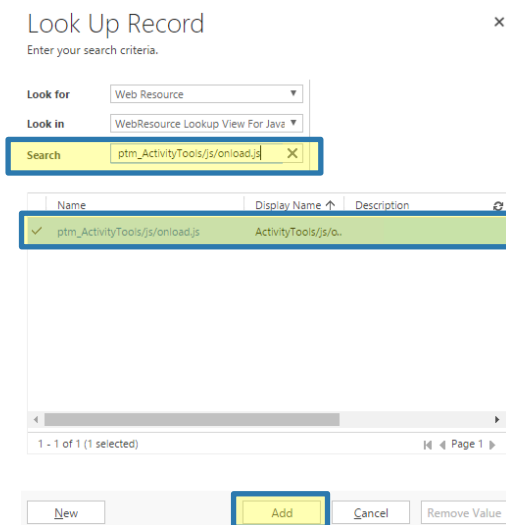 Look Up Record
Enter your search criteria.
Look for Web Resource
Look in WebResource Lookup View For Java
Search ptm_ActivityTools/js/onload.js
Name Display Name Description
ptm_ActivityTools/js/onload.js ActivityTools/js/o..
1 - 1 of 1 (1 selected) Page 1
New Add Cancel Remove Value